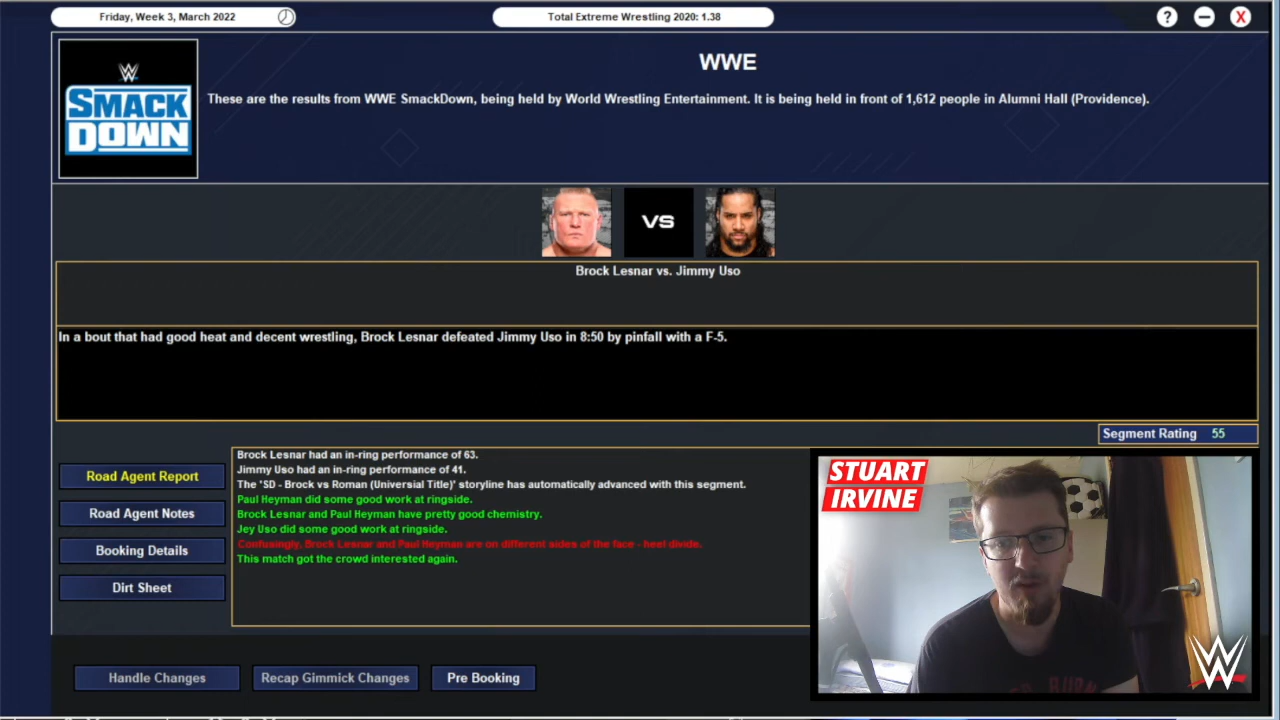 Friday, Week 3, March 2022
Total Extreme Wrestling 2020: 1.38
?
X
W
SMACK
DOWN
WWE
These are the results from WWE SmackDown, being held by World Wrestling Entertainment. It is being held in front of 1,612 people in Alumni Hall (Providence).
VS
Brock Lesnar vs. Jimmy Uso
In a bout that had good heat and decent wrestling, Brock Lesnar defeated Jimmy Uso in 8:50 by pinfall with a F-5.
Segment Rating 55
Road Agent Report
Road Agent Notes
Booking Details
Dirt Sheet
Brock Lesnar had an in-ring performance of 63.
Jimmy Uso had an in-ring performance of 41.
The 'SD - Brock vs Roman (Universial Title)' storyline has automatically advanced with this segment.
Paul Heyman did some good work at ringside.
Brock Lesnar and Paul Heyman have pretty good chemistry.
Jey Uso did some good work at ringside.
Confusingly, Brock Lesnar and Paul Heyman are on different sides of the face - heel divide.
This match got the crowd interested again.
STUART
IRVINE
W
Handle Changes
Recap Gimmick Changes
Pre Booking